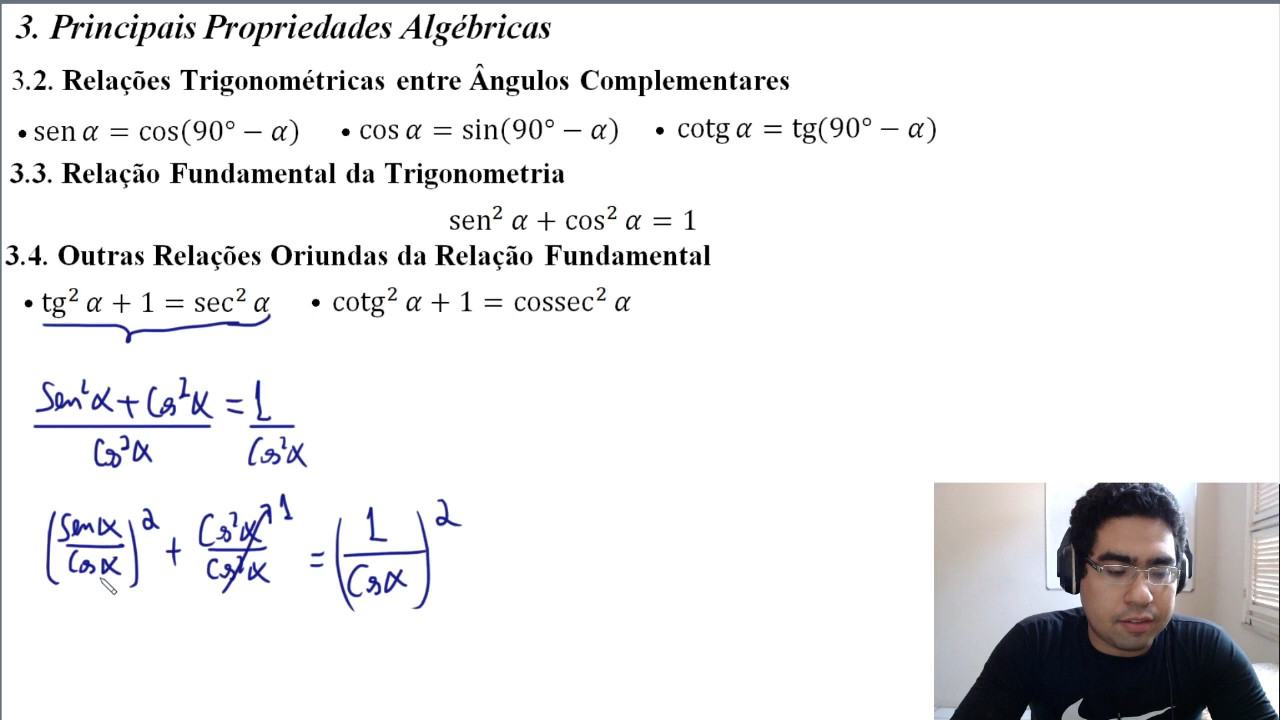 3. Principais Propriedades Algébricas
3.2. Relações Trigonométricas entre Ângulos Complementares
• sen α = cos(90° − α) • cos α = sin(90° − α) • cotg α = tg(90° − α)
3.3. Relação Fundamental da Trigonometria
sen² α + cos² α = 1
3.4. Outras Relações Oriundas da Relação Fundamental
• tg² α + 1 = sec² α • cotg² α + 1 = cossec² α
Sen²α + Cos²α = 1
Cos²α Cos²α
(Senα/Cosα)² + Cos²α/Cos²α ↗1 = (1/Cosα)²